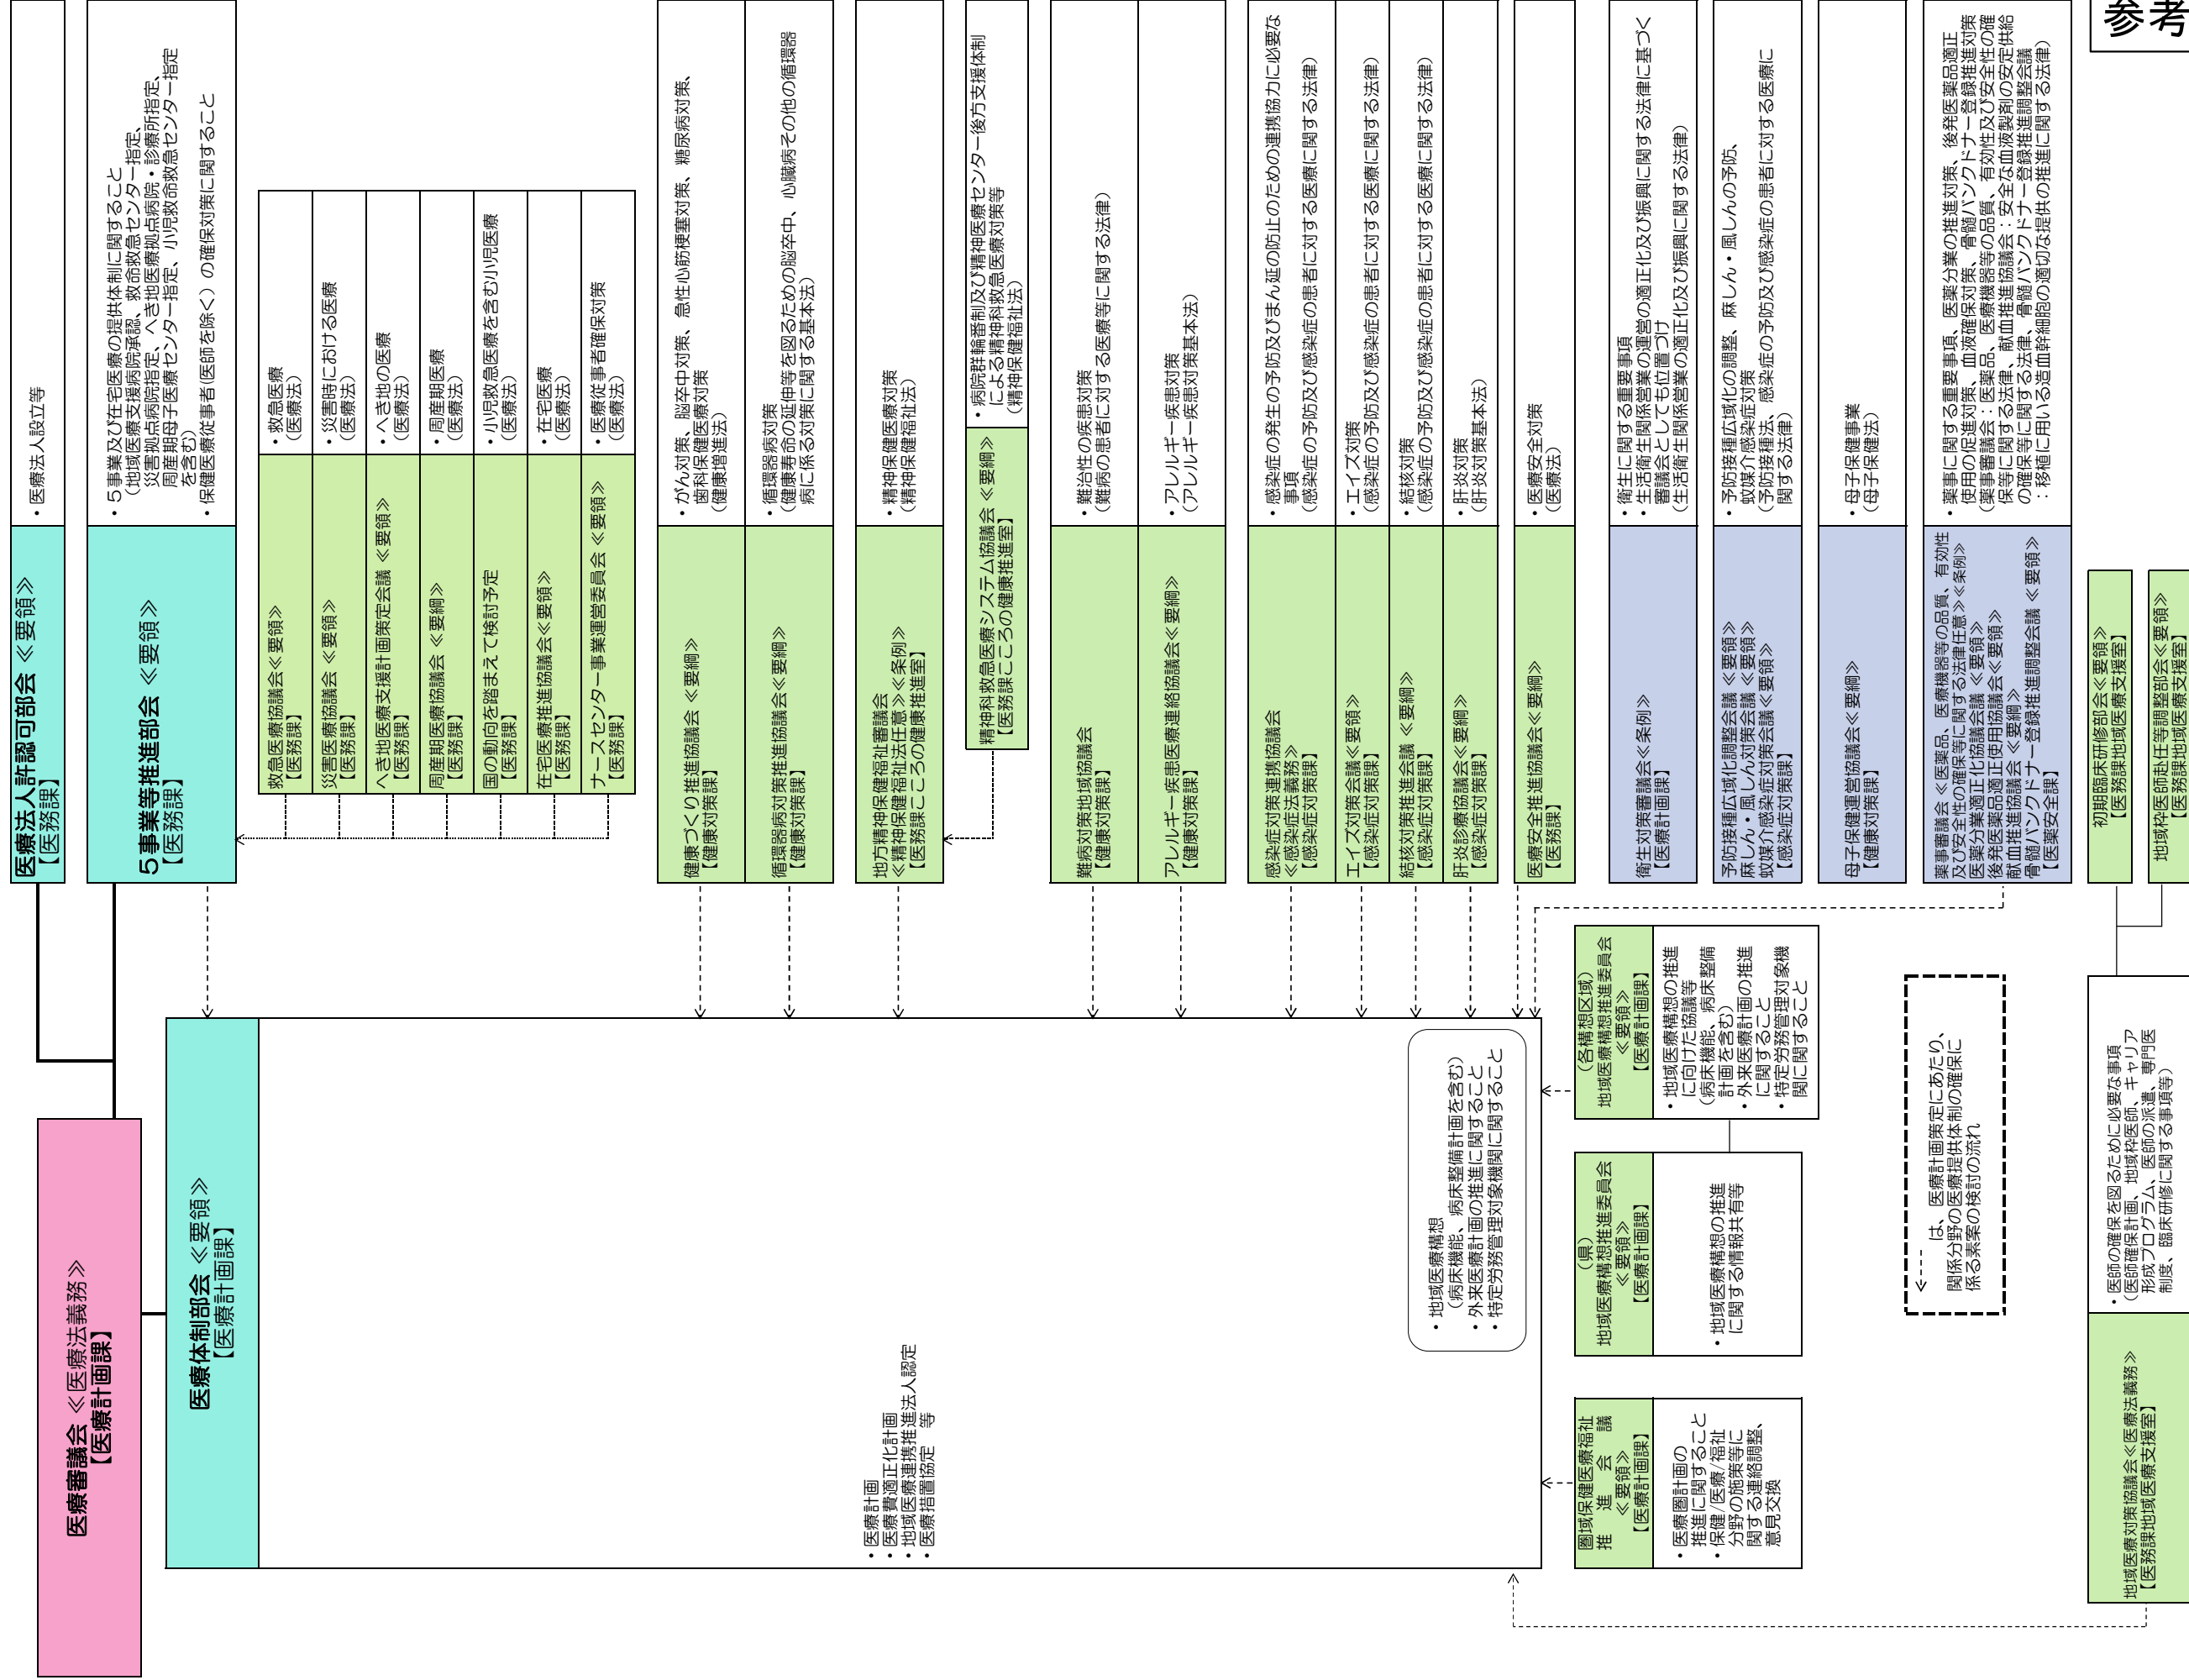 参考
医療審議会 ≪医療法義務≫
【医療計画課】
医療体制部会 ≪要領≫
【医療計画課】
・医療計画
・医療費適正化計画
・地域医療連携推進法人認定
・医療措置協定 等
・地域医療構想
（病床機能、病床整備計画を含む）
・外来医療計画の推進に関すること
・特定労務管理対象機関に関すること
医療法人許認可部会 ≪要領≫
【医務課】
・医療法人設立等
５事業等推進部会 ≪要領≫
【医務課】
・５事業及び在宅医療の提供体制に関すること
（地域医療支援病院承認、救命救急センター指定、
災害拠点病院指定、へき地医療拠点病院・診療所指定、
周産期母子医療センター指定、小児救命救急センター指定
を含む）
・保健医療従事者(医師を除く）の確保対策に関すること
救急医療協議会≪要領≫
【医務課】
・救急医療
（医療法）
災害医療協議会 ≪要領≫
【医務課】
・災害時における医療
（医療法）
へき地医療支援計画策定会議 ≪要領≫
【医務課】
・へき地の医療
（医療法）
周産期医療協議会 ≪要綱≫
【医務課】
・周産期医療
（医療法）
国の動向を踏まえて検討予定
【医務課】
・小児救急医療を含む小児医療
（医療法）
在宅医療推進協議会≪要領≫
【医務課】
・在宅医療
（医療法）
ナースセンター事業運営委員会 ≪要領≫
【医務課】
・医療従事者確保対策
（医療法）
健康づくり推進協議会 ≪要綱≫
【健康対策課】
・がん対策、脳卒中対策、急性心筋梗塞対策、糖尿病対策、
歯科保健医療対策
（健康増進法）
循環器病対策推進協議会≪要綱≫
【健康対策課】
・循環器病対策
（健康寿命の延伸等を図るための脳卒中、心臓病その他の循環器
病に係る対策に関する基本法）
地方精神保健福祉審議会
≪精神保健福祉法任意≫≪条例≫
【医務課こころの健康推進室】
・精神保健医療対策
（精神保健福祉法）
精神科救急医療システム協議会 ≪要綱≫
【医務課こころの健康推進室】
・病院群輪番制及び精神医療センター後方支援体制
による精神科救急医療対策等
（精神保健福祉法）
難病対策地域協議会
【健康対策課】
・難治性の疾患対策
（難病の患者に対する医療等に関する法律）
アレルギー疾患医療連絡協議会≪要綱≫
【健康対策課】
・アレルギー疾患対策
（アレルギー疾患対策基本法）
感染症対策連携協議会
≪感染症法義務≫
【感染症対策課】
・感染症の発生の予防及びまん延の防止のための連携協力に必要な
事項
（感染症の予防及び感染症の患者に対する医療に関する法律）
エイズ対策会議≪要領≫
【感染症対策課】
・エイズ対策
（感染症の予防及び感染症の患者に対する医療に関する法律）
結核対策推進会議 ≪要綱≫
【感染症対策課】
・結核対策
（感染症の予防及び感染症の患者に対する医療に関する法律）
肝炎診療協議会≪要綱≫
【感染症対策課】
・肝炎対策
（肝炎対策基本法）
医療安全推進協議会≪要綱≫
【医務課】
・医療安全対策
（医療法）
衛生対策審議会≪条例≫
【医療計画課】
・衛生に関する重要事項
・生活衛生関係営業の運営の適正化及び振興に関する法律に基づく
審議会としても位置づけ
（生活衛生関係営業の適正化及び振興に関する法律）
予防接種広域化調整会議 ≪要領≫
麻しん・風しん対策会議 ≪要領≫
蚊媒介感染症対策会議≪要領≫
【感染症対策課】
・予防接種広域化の調整、麻しん・風しんの予防、
蚊媒介感染症対策
（予防接種法、感染症の予防及び感染症の患者に対する医療に
関する法律）
母子保健運営協議会≪要綱≫
【健康対策課】
・母子保健事業
（母子保健法）
薬事審議会 ≪医薬品、医療機器等の品質、有効性
及び安全性の確保等に関する法律任意≫≪条例≫
医薬分業適正化協議会議 ≪要領≫
後発医薬品適正使用協議会≪要領≫
献血推進協議会 ≪要綱≫
骨髄バンクドナー登録推進調整会議 ≪要領≫
【医薬安全課】
・薬事に関する重要事項、医薬分業の推進対策、後発医薬品適正
使用の促進対策、血液確保対策、骨髄バンクドナー登録推進対策
（薬事審議会：医薬品、医療機器等の品質、有効性及び安全性の確
保等に関する法律、献血推進協議会：安全な血液製剤の安定供給
の確保等に関する法律、骨髄バンクドナー登録推進調整会議
：移植に用いる造血幹細胞の適切な提供の推進に関する法律）
圏域保健医療福祉
推進会議
≪要領≫
【医療計画課】
・医療圏計画の
推進に関すること
・保健/医療/福祉
分野の施策等に
関する連絡調整、
意見交換
（県）
地域医療構想推進委員会
≪要領≫
【医療計画課】
・地域医療構想の推進
に関する情報共有等
（各構想区域）
地域医療構想推進委員会
≪要領≫
【医療計画課】
・地域医療構想の推進
に向けた協議等
（病床機能、病床整備
計画を含む）
・外来医療計画の推進
に関すること
・特定労務管理対象機
関に関すること
は、医療計画策定にあたり、
関係分野の医療提供体制の確保に
係る素案の検討の流れ
地域医療対策協議会≪医療法義務≫
【医務課地域医療支援室】
・医師の確保を図るために必要な事項
（医師確保計画、地域枠医師、キャリア
形成プログラム、医師の派遣、専門医
制度、臨床研修に関する事項等）
初期臨床研修部会≪要領≫
【医務課地域医療支援室】
地域枠医師赴任等調整部会≪要領≫
【医務課地域医療支援室】